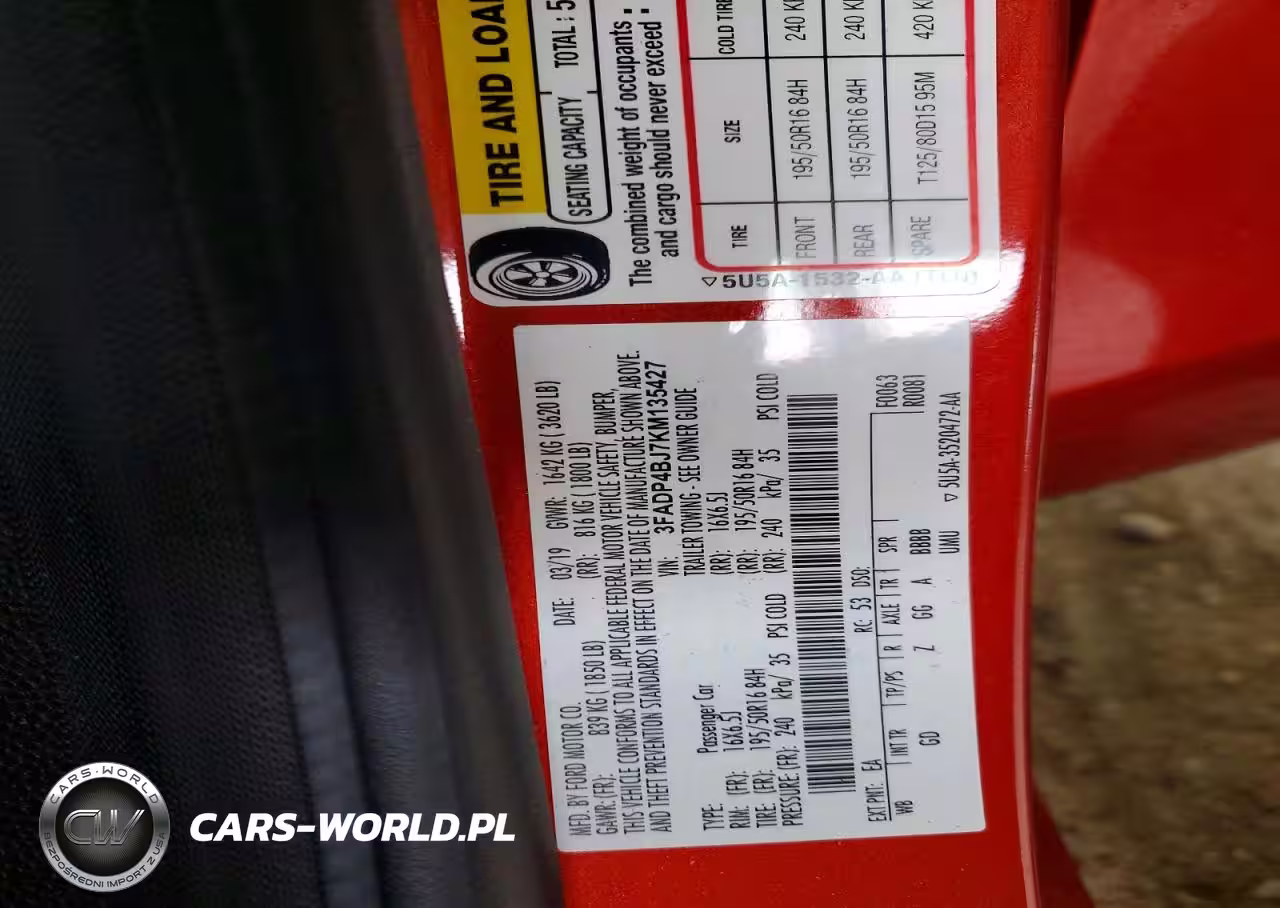 TIRE AND LOA
SEATING CAPACITY TOTAL : 5
The combined weight of occupants
and cargo should never exceed
TIRE SIZE COLD TIRE
FRONT 195/50R16 84H 240 K
REAR 195/50R16 84H 240 K
SPARE T125/80D15 95M 420 K
5U5A-1532-AA
MFD. BY FORD MOTOR CO.
DATE: 03/19 GVWR: 1642 KG ( 3620 LB)
GAWR: (FR): 839 KG ( 1850 LB) (RR): 816 KG ( 1800 LB)
THIS VEHICLE CONFORMS TO ALL APPLICABLE FEDERAL MOTOR VEHICLE SAFETY, BUMPER,
AND THEFT PREVENTION STANDARDS IN EFFECT ON THE DATE OF MANUFACTURE SHOWN ABOVE.
VIN: 3FADP4BJ7KM135427
TYPE: Passenger Car TRAILER TOWING - SEE OWNER GUIDE
RIM: (FR): 16X6.5J (RR): 16X6.5J
TIRE: (FR): 195/50R16 84H (RR): 195/50R16 84H
PRESSURE (FR): 240 kPa/ 35 PSI COLD (RR): 240 kPa/ 35 PSI COLD
EXT PNT: EA RC: 53 DSO: F0063
WB INT TR TP/PS R AXLE TR SPR R0081
GD Z GG A BBBB
UMU
5U5A-3520472-AA
CARS-WORLD
CW
BEZPOŚREDNI IMPORT Z USA
CARS-WORLD.PL